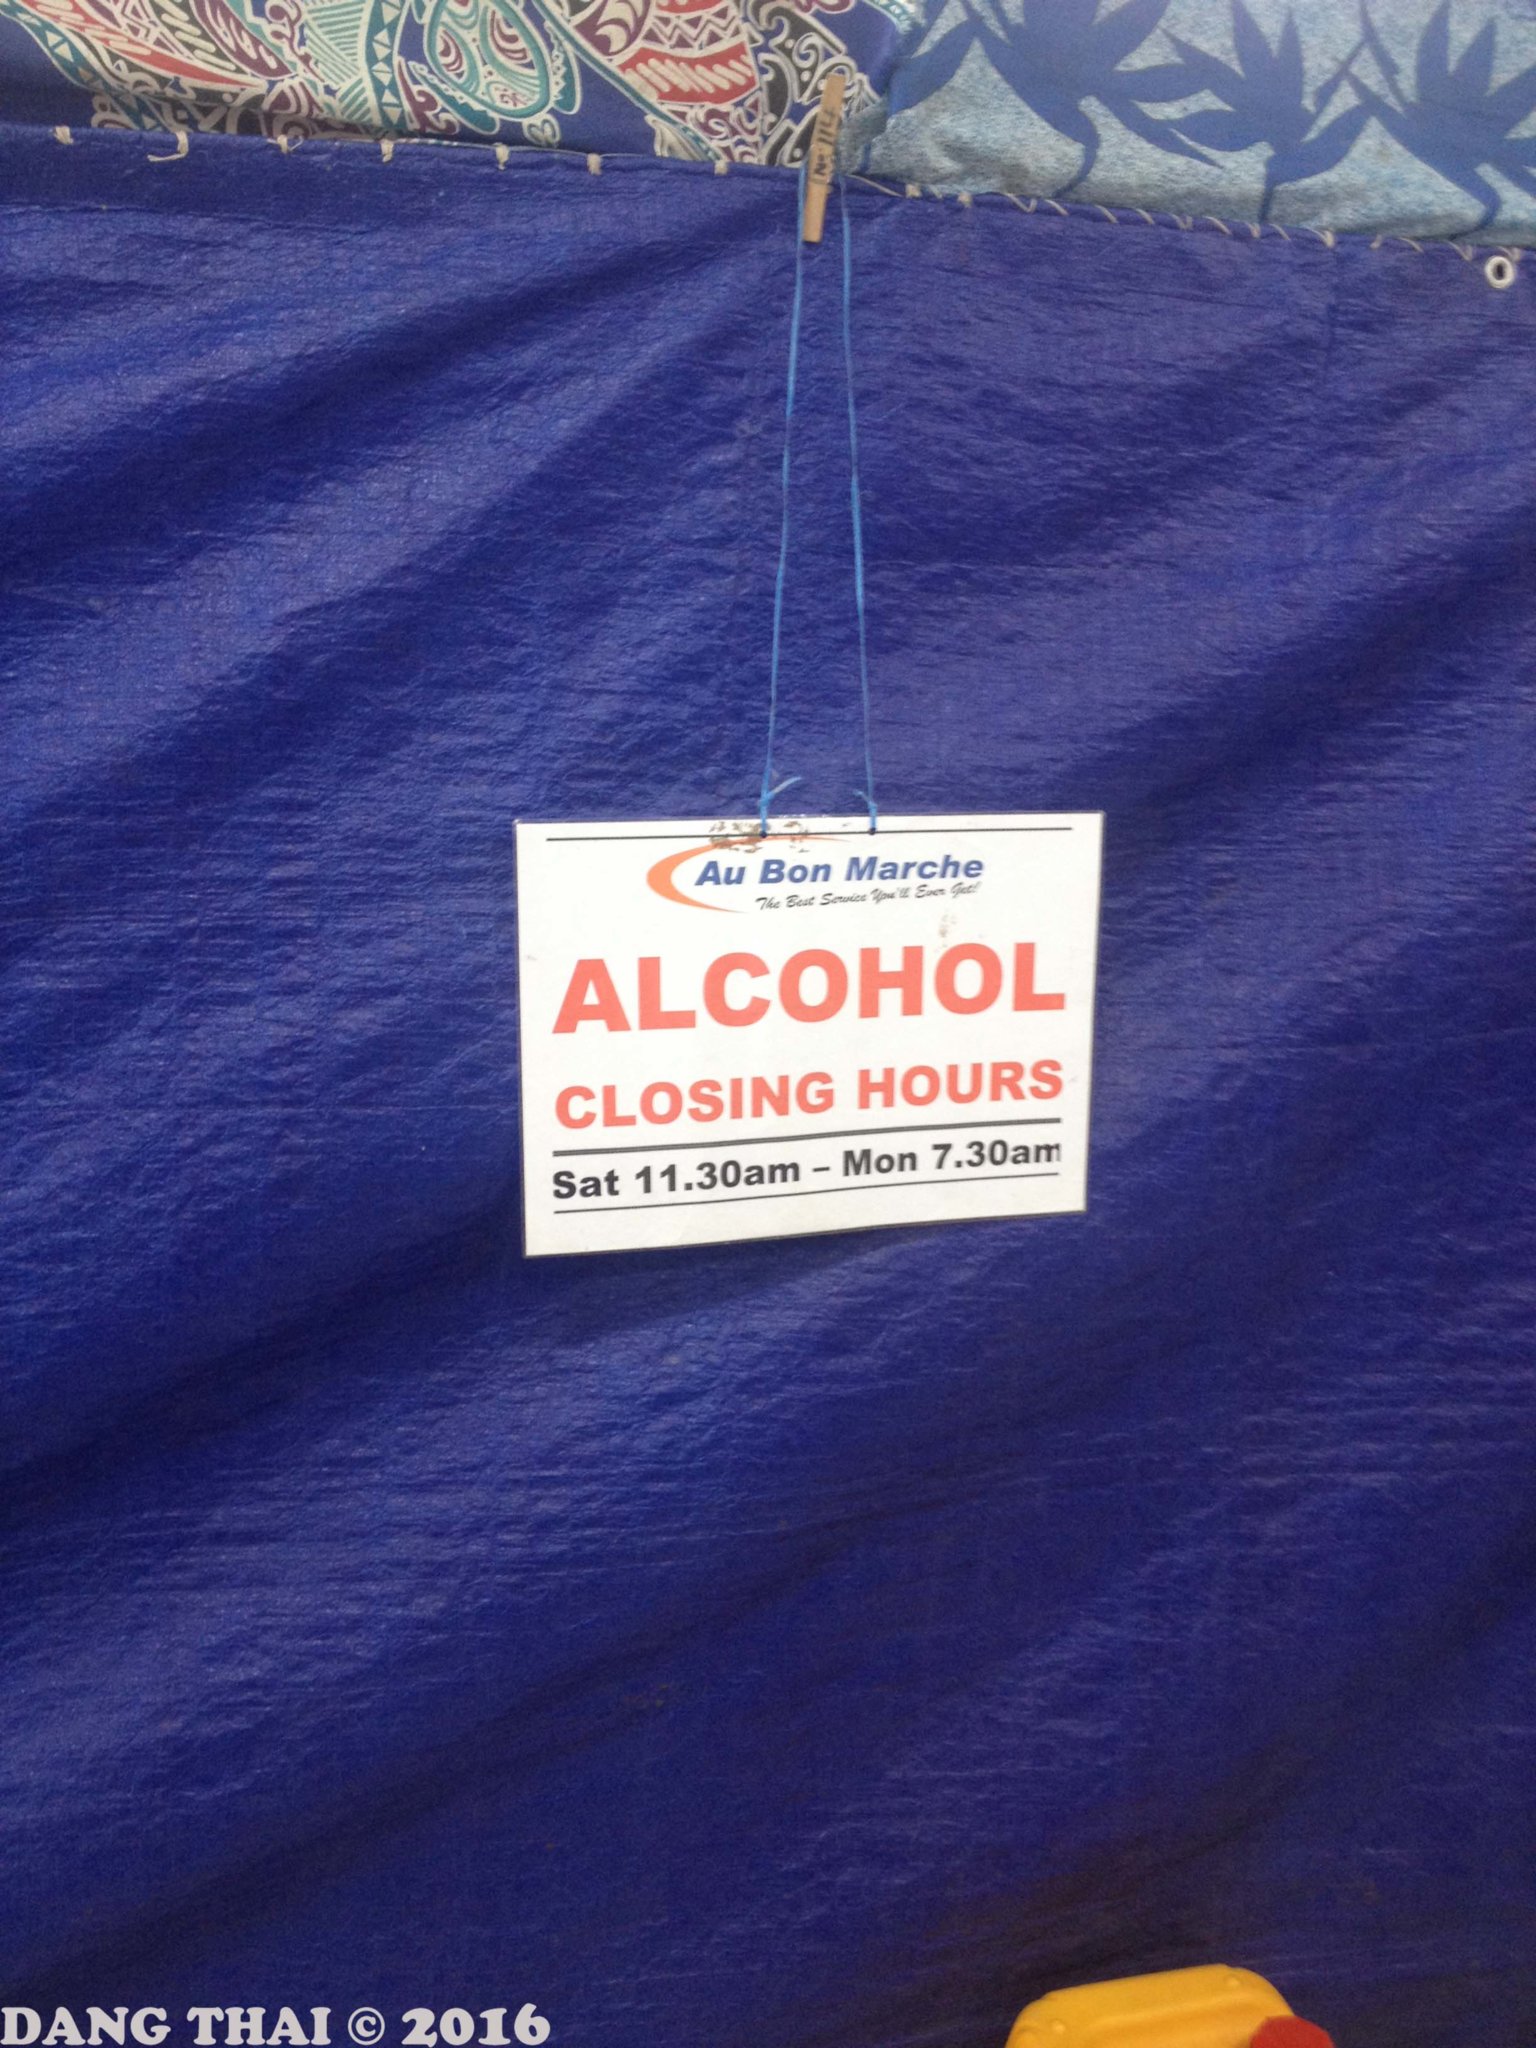 Au Bon Marche
The Best Service You'll Ever Get!
ALCOHOL
CLOSING HOURS
Sat 11.30am – Mon 7.30am
DANG THAI © 2016